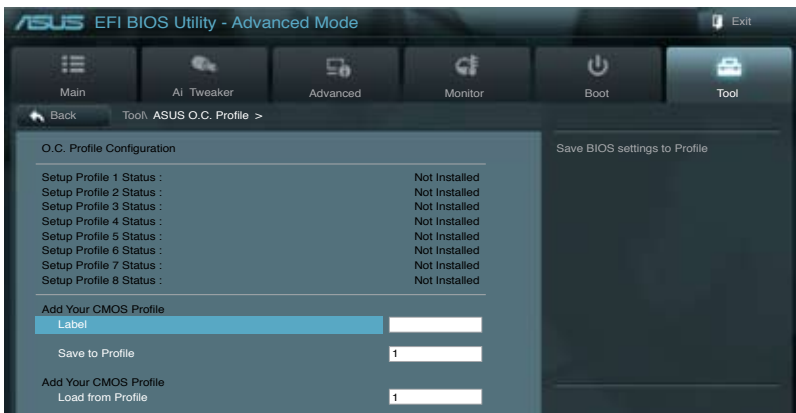 ASUS EFI BIOS Utility - Advanced Mode
Exit
Main
Ai Tweaker
Advanced
Monitor
Boot
Tool
Back
Tool\ ASUS O.C. Profile >
O.C. Profile Configuration
Save BIOS settings to Profile
Setup Profile 1 Status : Not Installed
Setup Profile 2 Status : Not Installed
Setup Profile 3 Status : Not Installed
Setup Profile 4 Status : Not Installed
Setup Profile 5 Status : Not Installed
Setup Profile 6 Status : Not Installed
Setup Profile 7 Status : Not Installed
Setup Profile 8 Status : Not Installed
Add Your CMOS Profile
Label
Save to Profile 1
Add Your CMOS Profile
Load from Profile 1